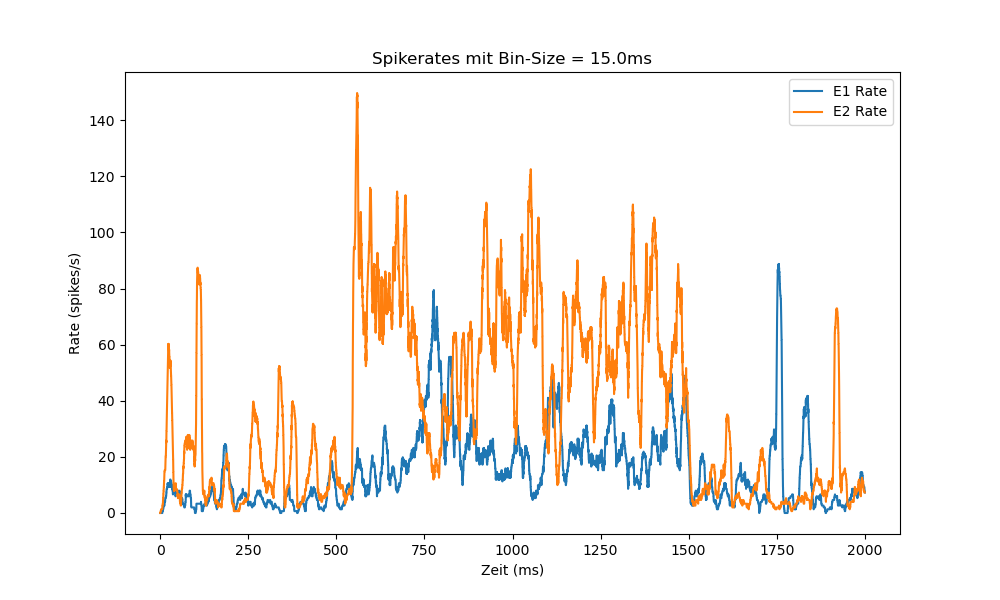 Spikerates mit Bin-Size = 15.0ms
E1 Rate
E2 Rate
140
120
100
80
60
40
20
0
Rate (spikes/s)
0 250 500 750 1000 1250 1500 1750 2000
Zeit (ms)